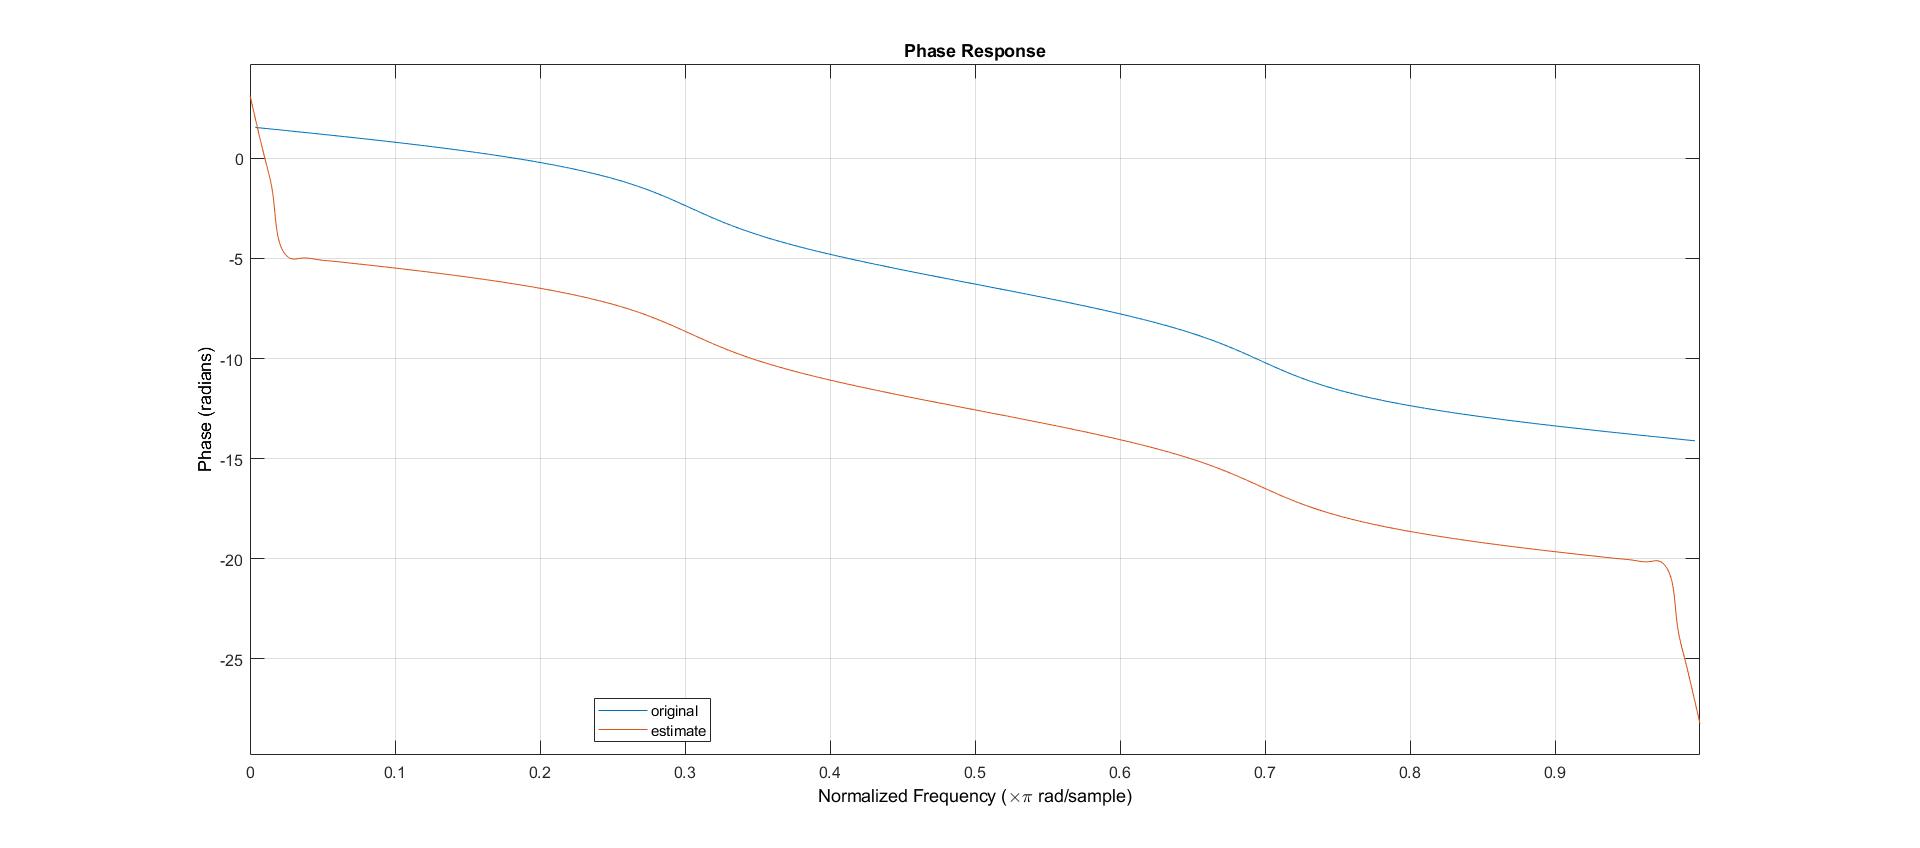 Phase Response
0
-5
-10
-15
-20
-25
Phase (radians)
original
estimate
0 0.1 0.2 0.3 0.4 0.5 0.6 0.7 0.8 0.9
Normalized Frequency (×π rad/sample)